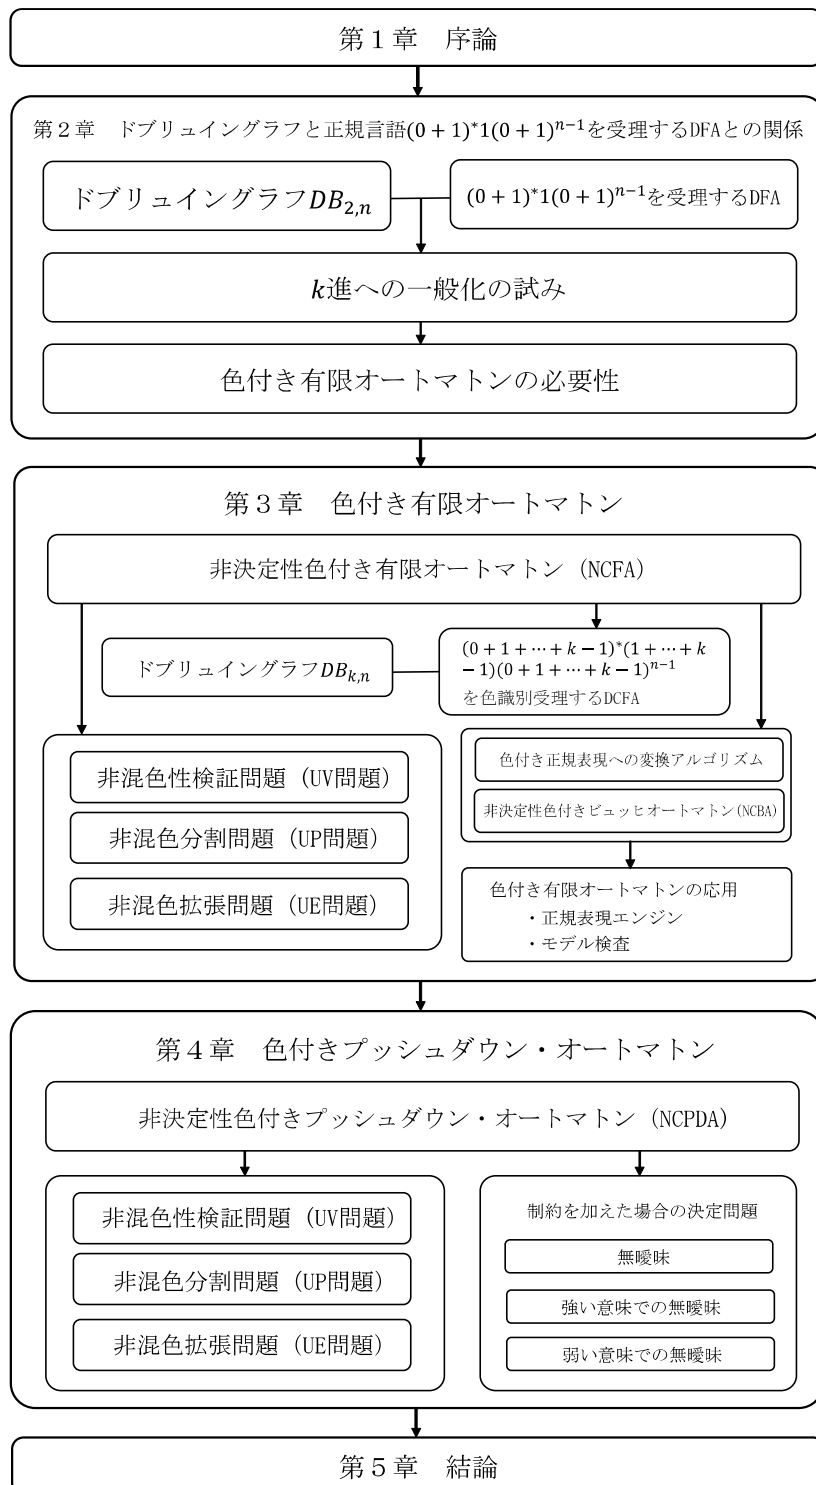 第１章　序論
第２章　ドブリュイングラフと正規言語(0 + 1)*1(0 + 1)ⁿ⁻¹を受理するDFAとの関係
ドブリュイングラフDB₂,ₙ
(0 + 1)*1(0 + 1)ⁿ⁻¹を受理するDFA
k進への一般化の試み
色付き有限オートマトンの必要性
第３章　色付き有限オートマトン
非決定性色付き有限オートマトン (NCFA)
ドブリュイングラフDBₖ,ₙ
(0 + 1 + ⋯ + k − 1)*(1 + ⋯ + k
− 1)(0 + 1 + ⋯ + k − 1)ⁿ⁻¹
を色識別受理するDCFA
非混色性検証問題 (UV問題)
非混色分割問題 (UP問題)
非混色拡張問題 (UE問題)
色付き正規表現への変換アルゴリズム
非決定性色付きビュッヒオートマトン(NCBA)
色付き有限オートマトンの応用
・正規表現エンジン
・モデル検査
第４章　色付きプッシュダウン・オートマトン
非決定性色付きプッシュダウン・オートマトン (NCPDA)
非混色性検証問題 (UV問題)
非混色分割問題 (UP問題)
非混色拡張問題 (UE問題)
制約を加えた場合の決定問題
無曖昧
強い意味での無曖昧
弱い意味での無曖昧
第５章　結論